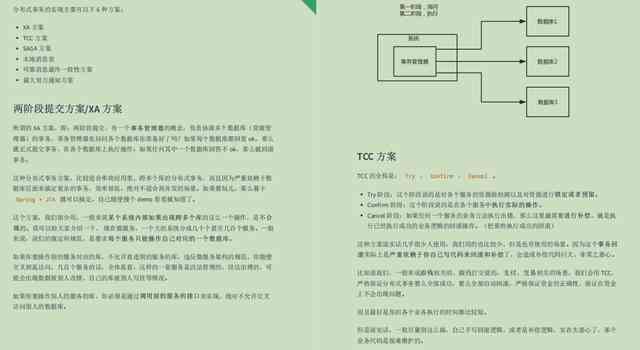 分布式事务的实现主要有以下 6 种方案:
XA 方案
TCC 方案
SAGA 方案
本地消息表
可靠消息最终一致性方案
最大努力通知方案
两阶段提交方案/XA 方案
所谓的 XA 方案，即：两阶段提交，有一个事务管理器的概念，负责协调多个数据库（资源管
理器）的事务，事务管理器先问问各个数据库你准备好了吗？如果每个数据库都回复 ok，那么
就正式提交事务，在各个数据库上执行操作；如果任何其中一个数据库回答不 ok，那么就回滚
事务。
这种分布式事务方案，比较适合单块应用里，跨多个库的分布式事务，而且因为严重依赖于数
据库层面来搞定复杂的事务，效率很低，绝对不适合高并发的场景。如果要玩儿，那么基于
Spring + JTA 就可以搞定，自己随便搜个 demo 看看就知道了。
这个方案，我们很少用，一般来说某个系统内部如果出现跨多个库的这么一个操作，是不合
规的。我可以给大家介绍一下，现在微服务，一个大的系统分成几十个甚至几百个服务。一般
来说，我们的规定和规范，是要求每个服务只能操作自己对应的一个数据库。
如果你要操作别的服务对应的库，不允许直连别的服务的库，违反微服务架构的规范，你随便
交叉胡乱访问，几百个服务的话，全体乱套，这样的一套服务是没法管理的，没法治理的，可
能会出现数据被别人改错，自己的库被别人写挂等情况。
如果你要操作别人的服务的库，你必须是通过调用别的服务的接口来实现，绝对不允许交叉
访问别人的数据库。
第一阶段，询问
第二阶段，执行
系统
事务管理器
数据库1
数据库2
数据库3
TCC 方案
TCC 的全称是： Try 、 Confirm 、 Cancel 。
Try 阶段：这个阶段说的是对各个服务的资源做检测以及对资源进行锁定或者预留。
Confirm 阶段：这个阶段说的是在各个服务中执行实际的操作。
Cancel 阶段：如果任何一个服务的业务方法执行出错，那么这里就需要进行补偿，就是执
行已经执行成功的业务逻辑的回滚操作。（把那些执行成功的回滚）
这种方案说实话几乎很少人使用，我们用的也比较少，但是也有使用的场景。因为这个事务回
滚实际上是严重依赖于你自己写代码来回滚和补偿了，会造成补偿代码巨大，非常之恶心。
比如说我们，一般来说跟钱相关的，跟钱打交道的，支付、交易相关的场景，我们会用 TCC，
严格保证分布式事务要么全部成功，要么全部自动回滚，严格保证资金的正确性，保证在资金
上不会出现问题。
而且最好是你的各个业务执行的时间都比较短。
但是说实话，一般尽量别这么搞，自己手写回滚逻辑，或者是补偿逻辑，实在太恶心了，那个
业务代码是很难维护的。